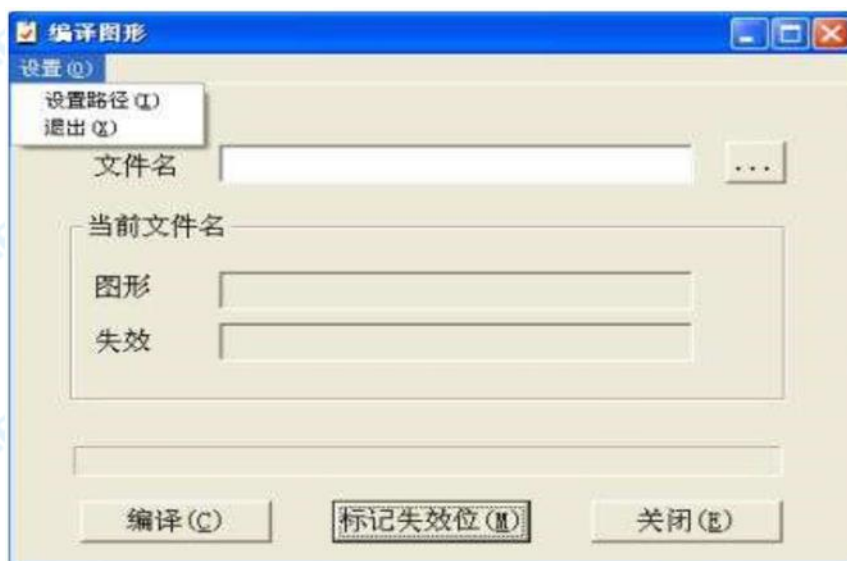 编译图形
设置(O)
设置路径(I)
退出(X)
文件名
...
当前文件名
图形
失效
编译(C)
标记失效位(M)
关闭(E)